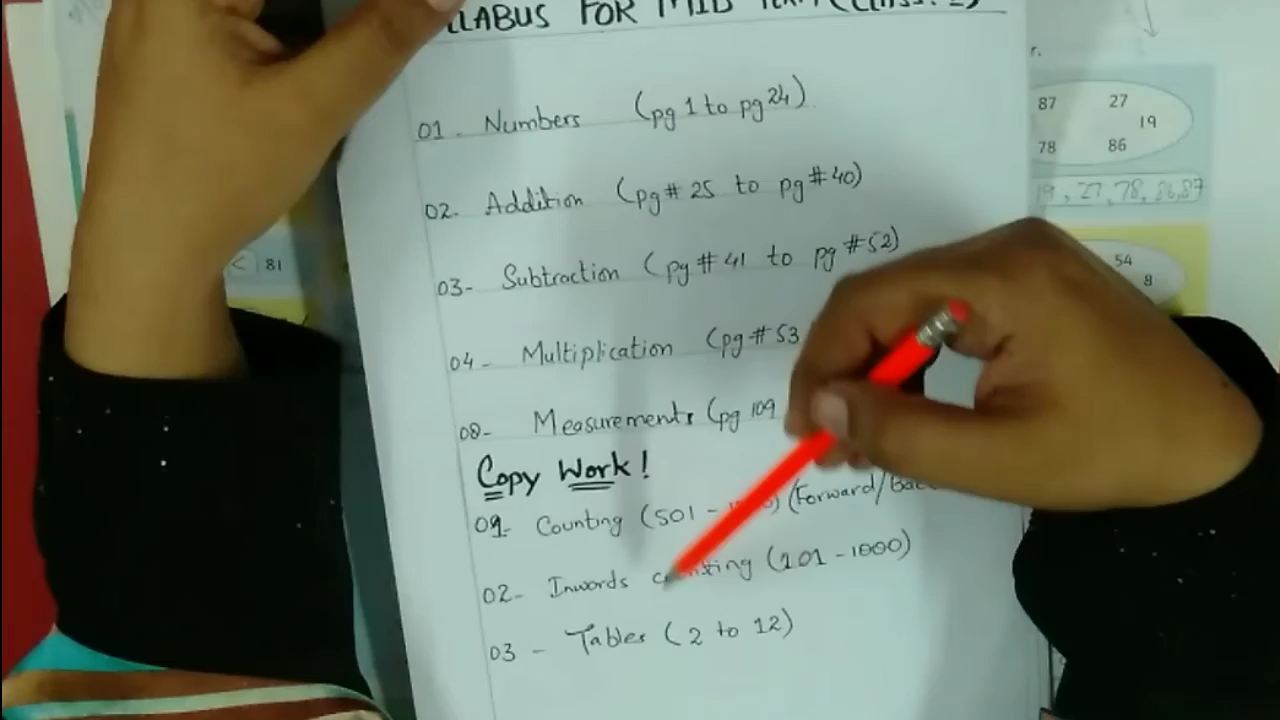 SYLLABUS FOR MID TERM (CLASS:
01. Numbers (pg 1 to pg 24)
02. Addition (pg# 25 to pg#40)
03- Subtraction (pg# 41 to pg #52)
04- Multiplication (pg# 53
08- Measurements (pg 109
Copy Work!
Counting (501 - (Forward/
02- Inwords counting (101 -1000)
03 - Tables (2 to 12)
87 27
19
78 86
19, 27, 78, 86, 87
54
8
< 81